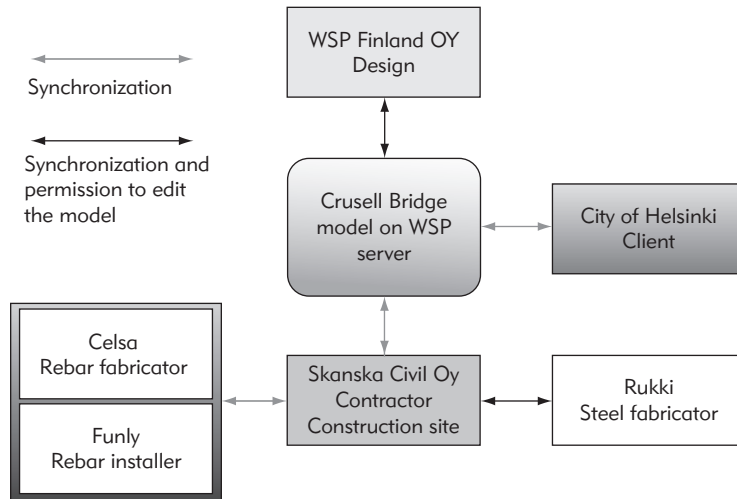 WSP Finland OY
Design
Synchronization
Synchronization and
permission to edit
the model
Crusell Bridge
model on WSP
server
City of Helsinki
Client
Celsa
Rebar fabricator
Funly
Rebar installer
Skanska Civil Oy
Contractor
Construction site
Rukki
Steel fabricator